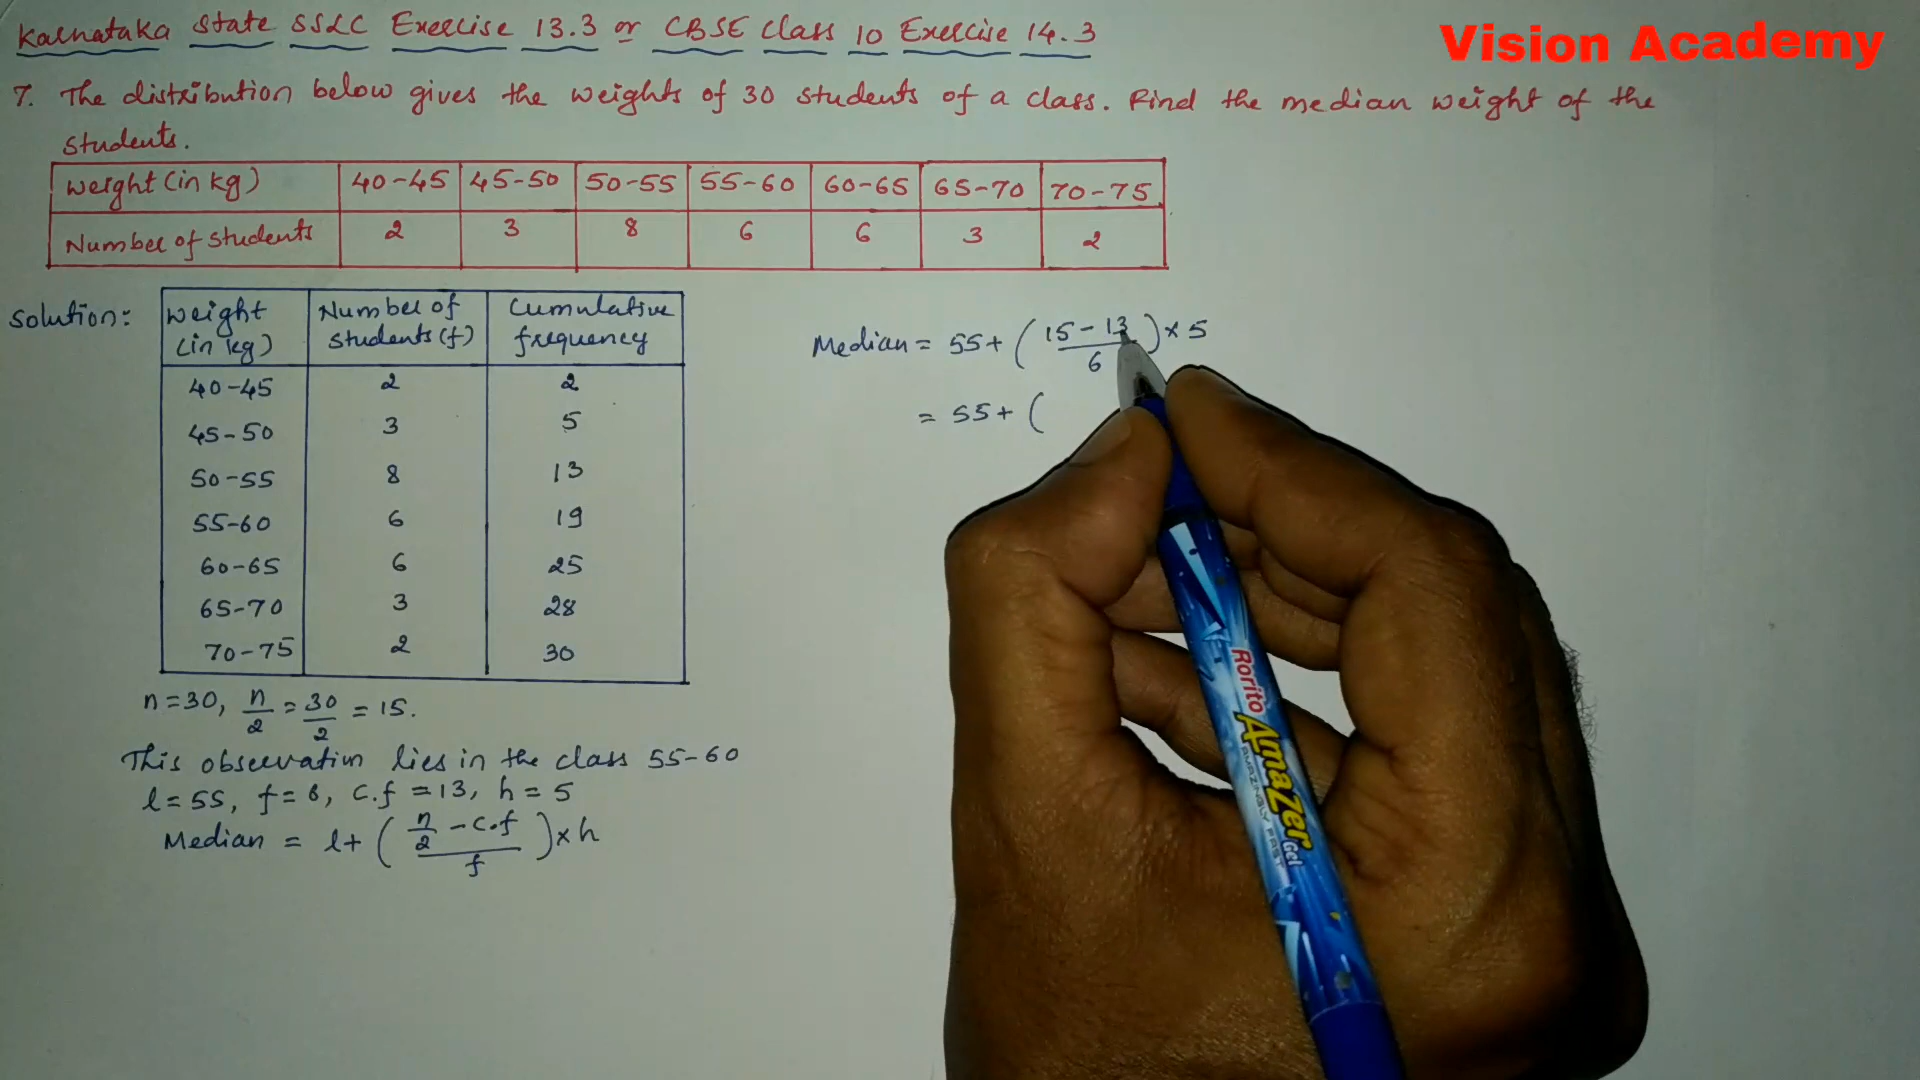 Karnataka State SSLC Exercise 13.3 or CBSE Class 10 Exercise 14.3
Vision Academy
7. The distribution below gives the weights of 30 students of a class. Find the median weight of the
students.
Weight (in kg) 40-45 45-50 50-55 55-60 60-65 65-70 70-75
Number of students 2 3 8 6 6 3 2
Solution:
Weight (in kg) Number of students (f) Cumulative frequency
40-45 2 2
45-50 3 5
50-55 8 13
55-60 6 19
60-65 6 25
65-70 3 28
70-75 2 30
n=30, n/2 = 30/2 = 15.
This observation lies in the class 55-60
l=55, f=6, c.f=13, h=5
Median = l+ ( (n/2 - c.f)/f ) × h
Median = 55+ ( (15-13)/6 ) × 5
= 55+ (
Rorito AmaZer Gel
AMAZINGLY FAST